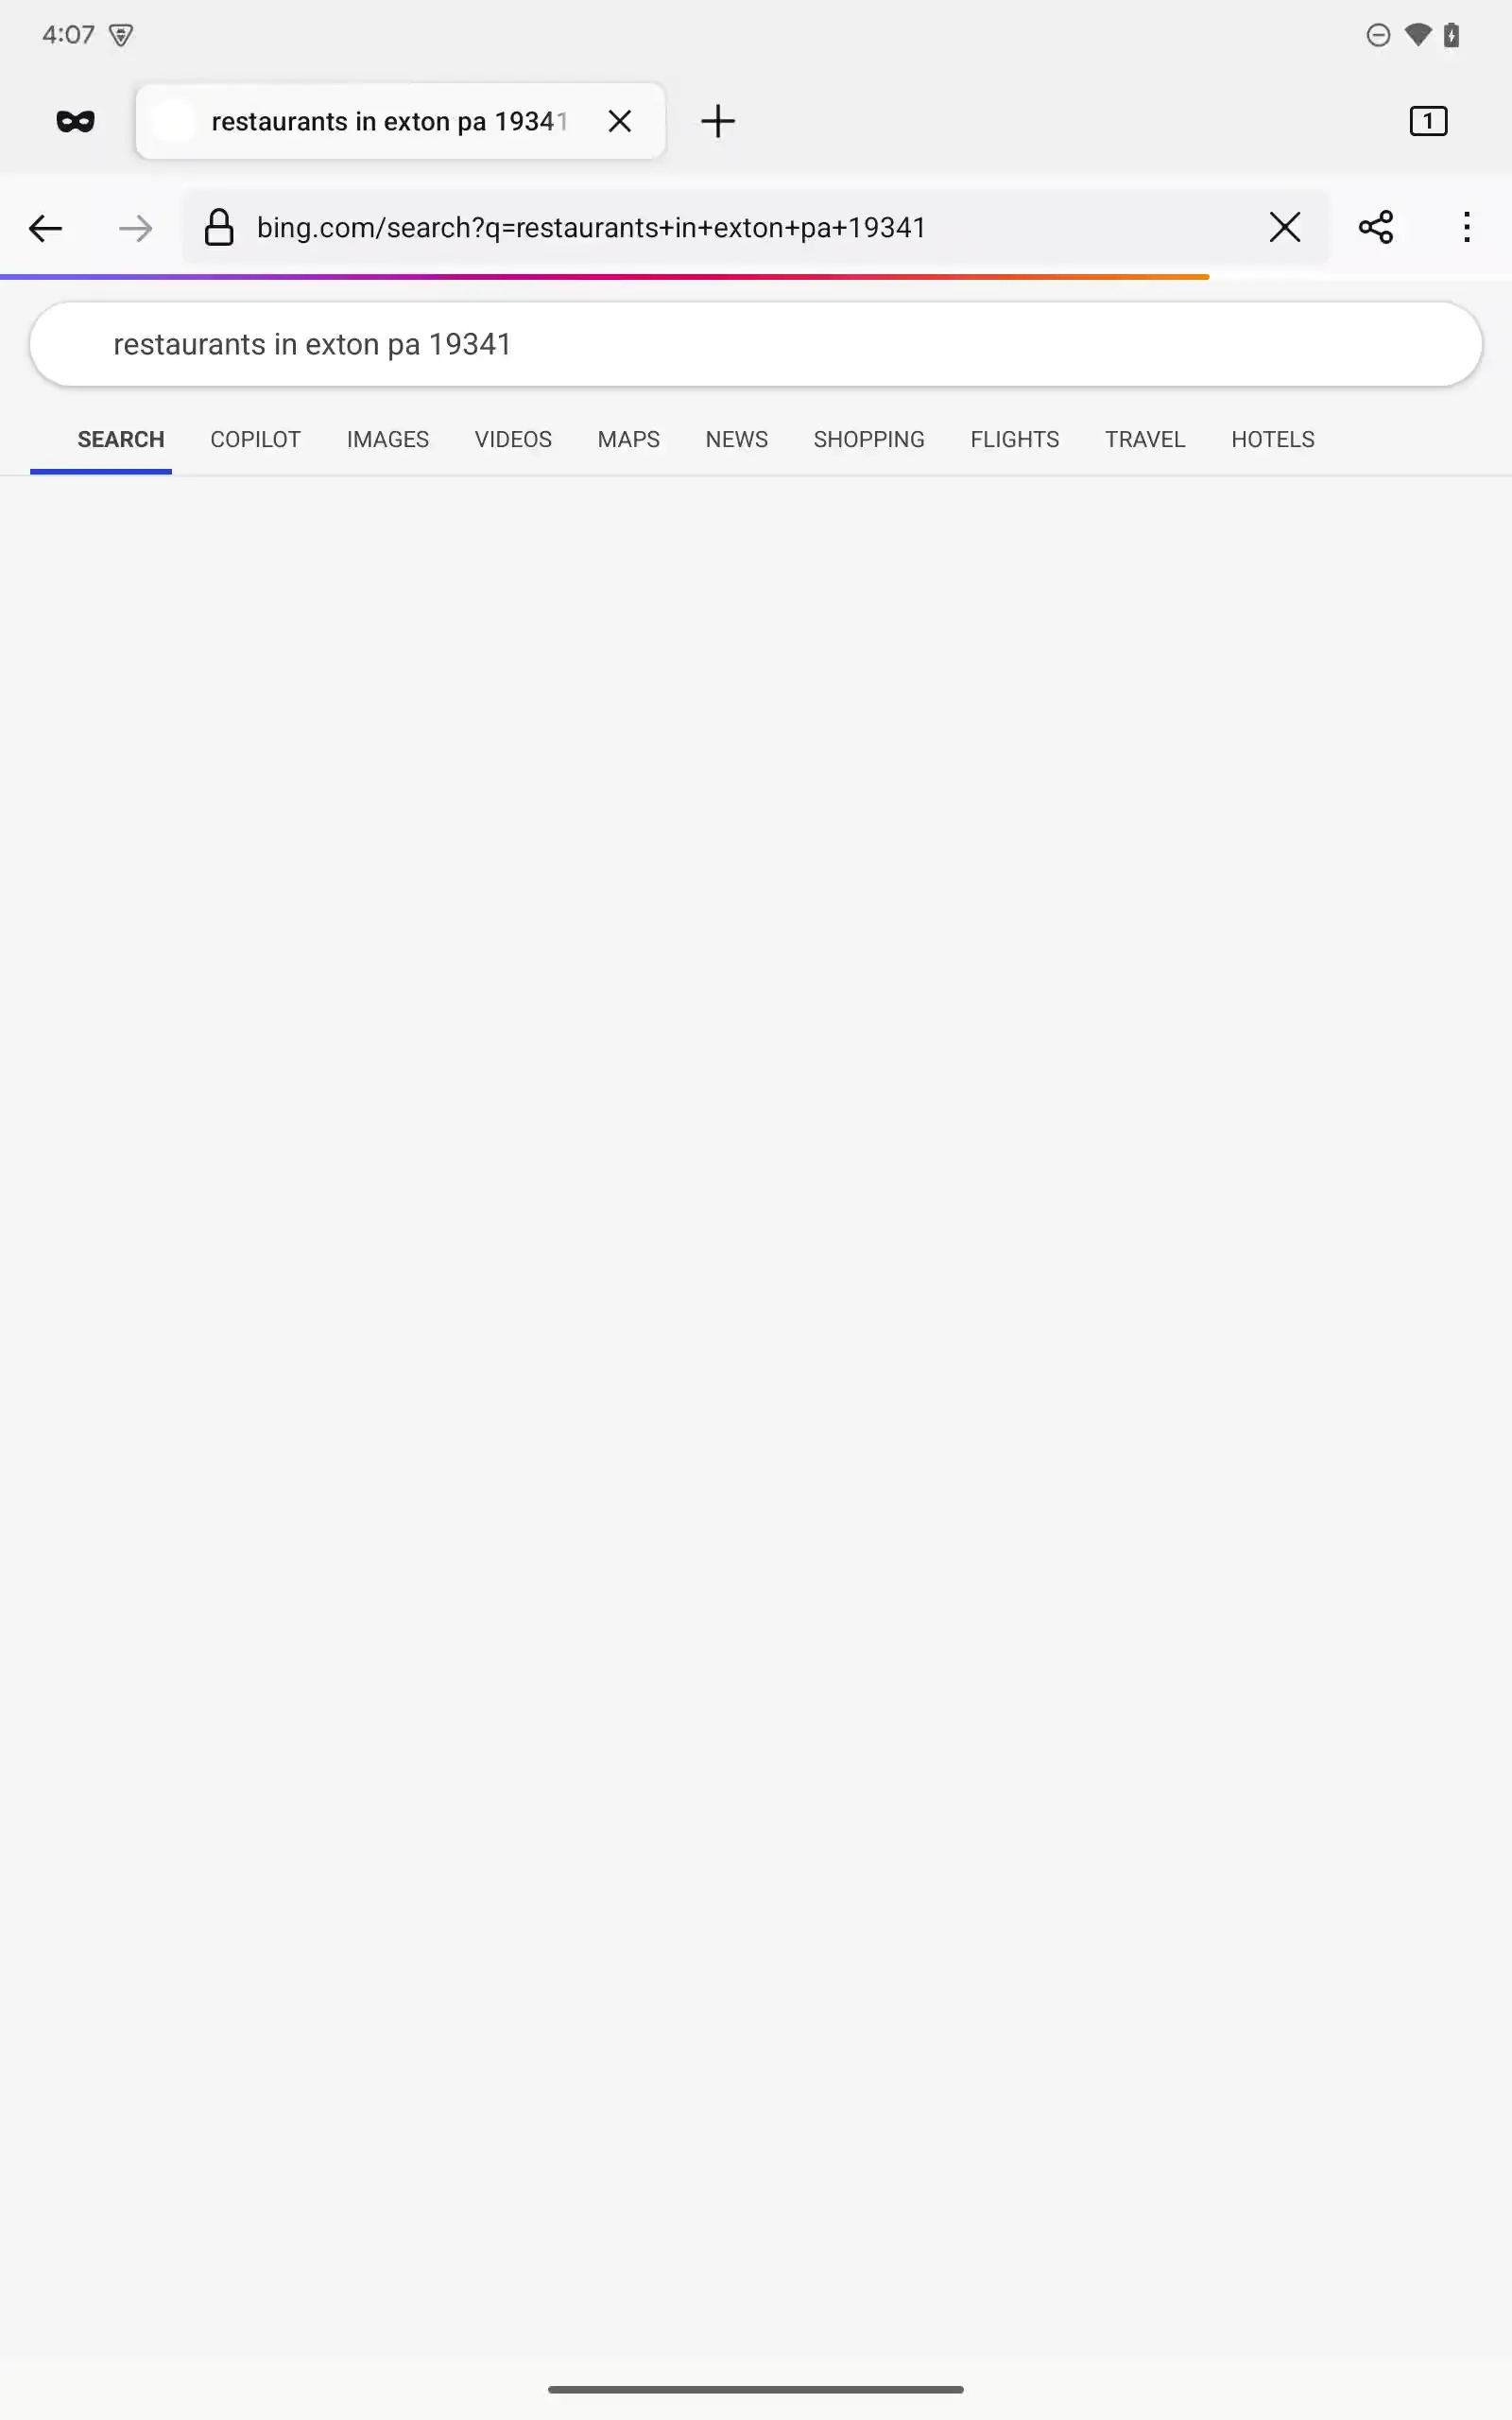 4:07
restaurants in exton pa 19341
1
bing.com/search?q=restaurants+in+exton+pa+19341
restaurants in exton pa 19341
SEARCH COPILOT IMAGES VIDEOS MAPS NEWS SHOPPING FLIGHTS TRAVEL HOTELS